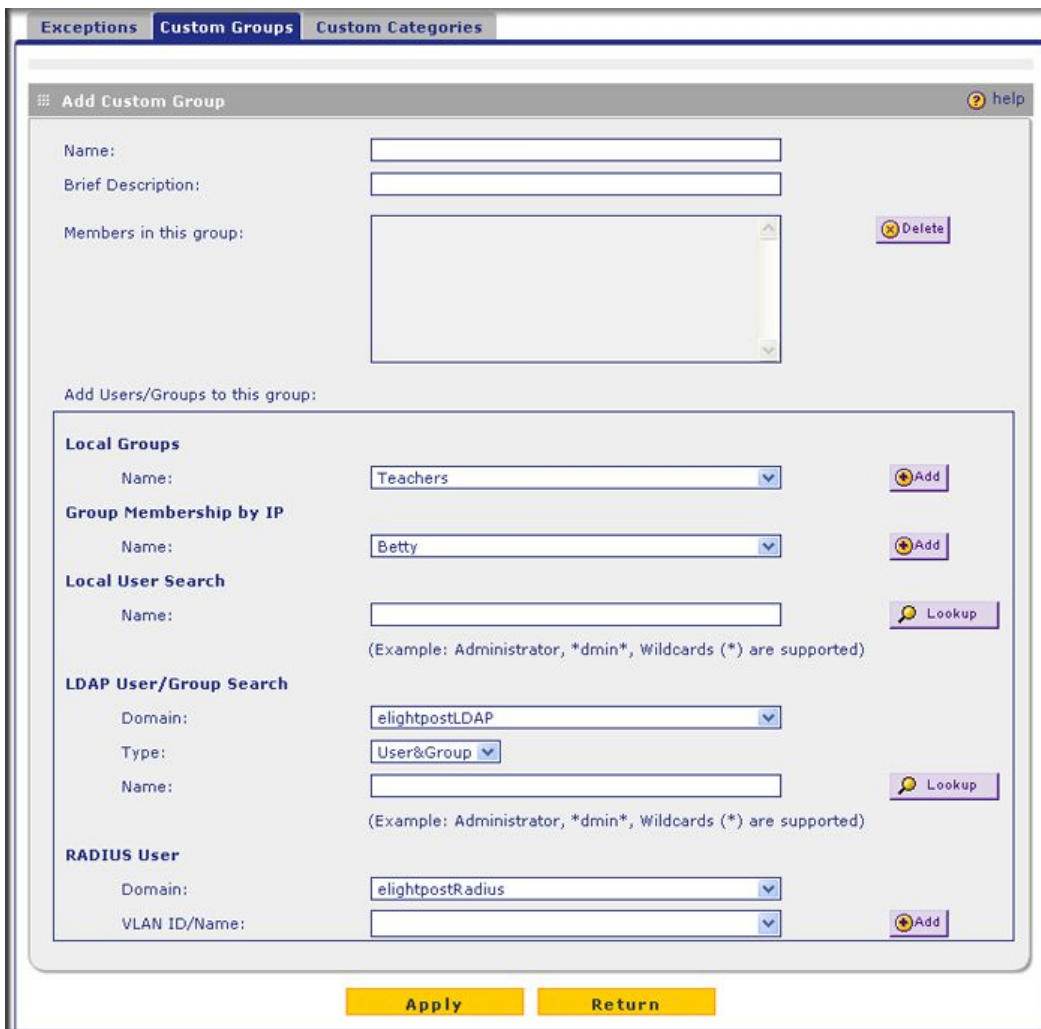 Exceptions Custom Groups Custom Categories
Add Custom Group help
Name:
Brief Description:
Members in this group: Delete
Add Users/Groups to this group:
Local Groups
Name: Teachers Add
Group Membership by IP
Name: Betty Add
Local User Search
Name: Lookup
(Example: Administrator, *dmin*, Wildcards (*) are supported)
LDAP User/Group Search
Domain: elightpostLDAP
Type: User&Group
Name: Lookup
(Example: Administrator, *dmin*, Wildcards (*) are supported)
RADIUS User
Domain: elightpostRadius
VLAN ID/Name: Add
Apply Return